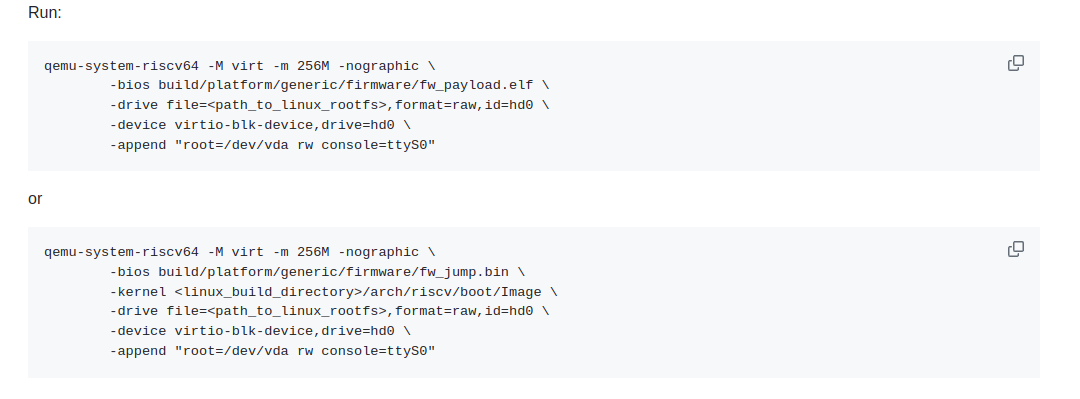 Run:
qemu-system-riscv64 -M virt -m 256M -nographic \
        -bios build/platform/generic/firmware/fw_payload.elf \
        -drive file=<path_to_linux_rootfs>,format=raw,id=hd0 \
        -device virtio-blk-device,drive=hd0 \
        -append "root=/dev/vda rw console=ttyS0"
or
qemu-system-riscv64 -M virt -m 256M -nographic \
        -bios build/platform/generic/firmware/fw_jump.bin \
        -kernel <linux_build_directory>/arch/riscv/boot/Image \
        -drive file=<path_to_linux_rootfs>,format=raw,id=hd0 \
        -device virtio-blk-device,drive=hd0 \
        -append "root=/dev/vda rw console=ttyS0"